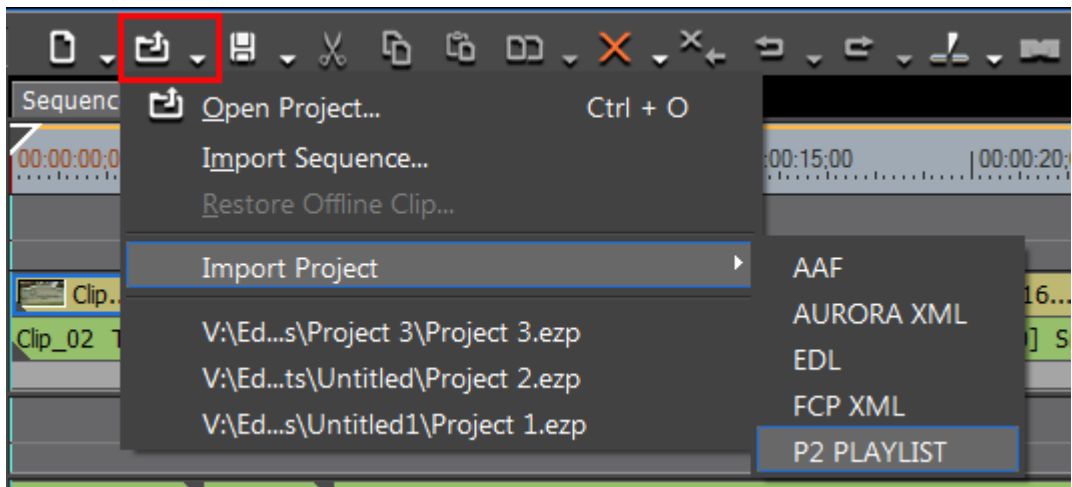 Sequenc
Open Project... Ctrl + O
00:00:00;0
:00:15;00
00:00:20;
Import Sequence...
Restore Offline Clip...
Import Project
AAF
Clip...
16...
AURORA XML
V:\Ed...s\Project 3\Project 3.ezp
Clip_02 T
] S
EDL
V:\Ed...ts\Untitled\Project 2.ezp
FCP XML
V:\Ed...s\Untitled1\Project 1.ezp
P2 PLAYLIST